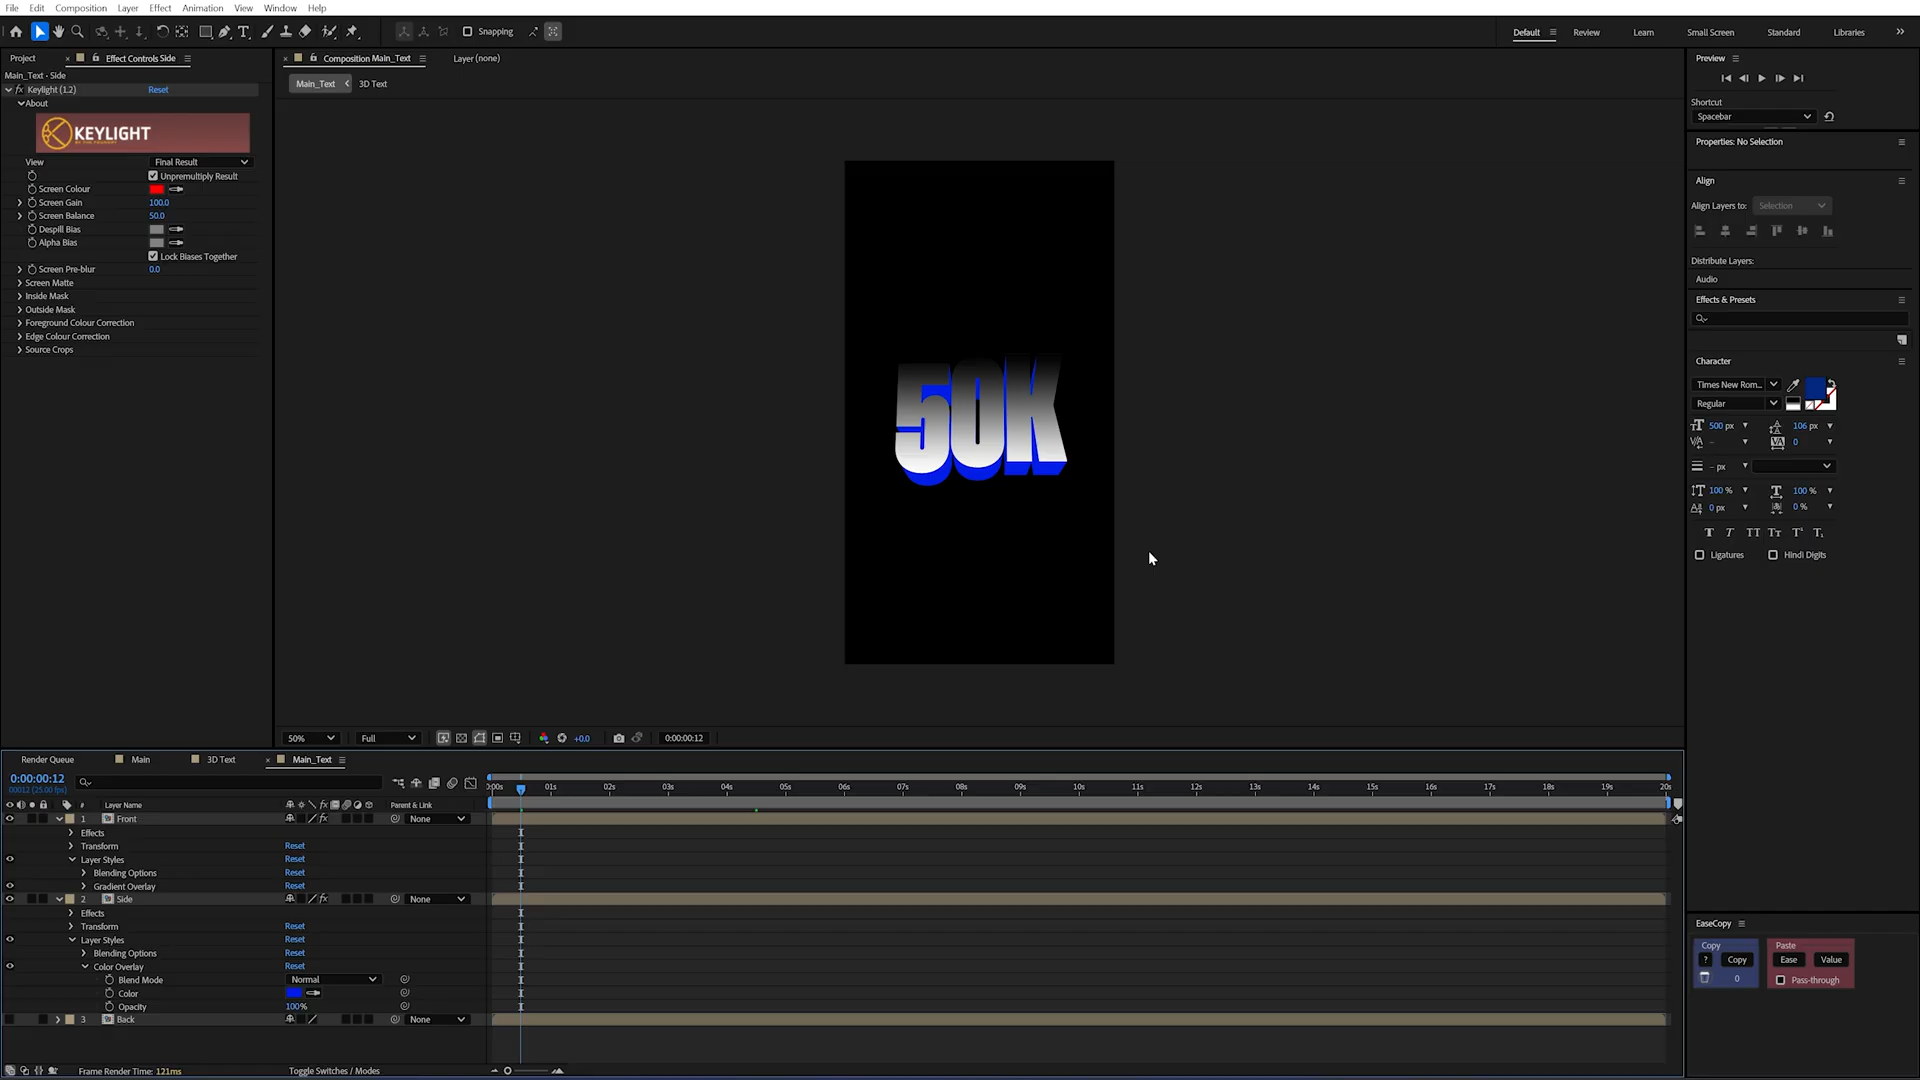 File Edit Composition Layer Effect Animation View Window Help
Snapping
Default Review Learn Small Screen Standard Libraries
Project Effect Controls Side
Main_Text · Side
fx Keylight (1.2) Reset
About
KEYLIGHT
BY THE FOUNDRY
View Final Result
Unpremultiply Result
Screen Colour
Screen Gain 100.0
Screen Balance 50.0
Despill Bias
Alpha Bias
Lock Biases Together
Screen Pre-blur 0.0
Screen Matte
Inside Mask
Outside Mask
Foreground Colour Correction
Edge Colour Correction
Source Crops
Composition Main_Text Layer (none)
Main_Text 3D Text
50K
50% Full +0.0 0:00:00:12
Preview
Shortcut
Spacebar
Properties: No Selection
Align
Align Layers to: Selection
Distribute Layers:
Audio
Effects & Presets
Character
Times New Rom...
Regular
500 px 106 px
0
- px
100 % 100 %
0 px 0 %
Ligatures Hindi Digits
EaseCopy
Copy Paste
? Copy Ease Value
0 Pass-through
Render Queue Main 3D Text Main_Text
0:00:00:12
00012 (25.00 fps)
0:00s 01s 02s 03s 04s 05s 06s 07s 08s 09s 10s 11s 12s 13s 14s 15s 16s 17s 18s 19s 20s
# Layer Name Parent & Link
1 Front None
Effects
Transform Reset
Layer Styles Reset
Blending Options Reset
Gradient Overlay Reset
2 Side None
Effects
Transform Reset
Layer Styles Reset
Blending Options Reset
Color Overlay Reset
Blend Mode Normal
Color
Opacity 100%
3 Back None
Frame Render Time: 121ms Toggle Switches / Modes